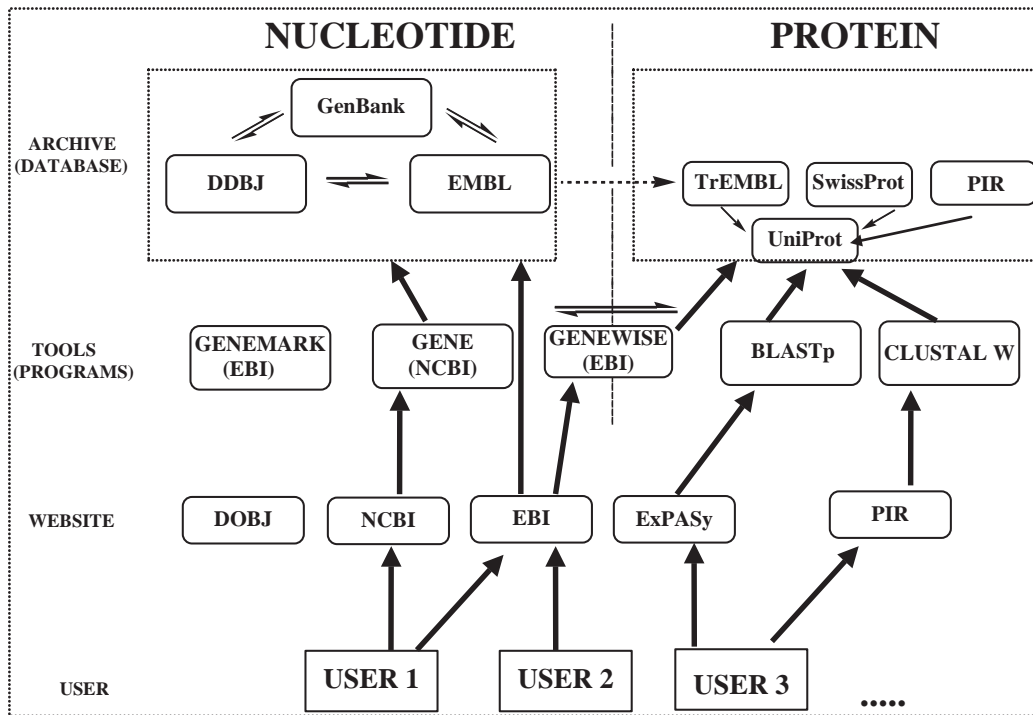 NUCLEOTIDE
PROTEIN
ARCHIVE
(DATABASE)
GenBank
DDBJ
EMBL
TrEMBL
SwissProt
PIR
UniProt
TOOLS
(PROGRAMS)
GENEMARK
(EBI)
GENE
(NCBI)
GENEWISE
(EBI)
BLASTp
CLUSTAL W
WEBSITE
DOBJ
NCBI
EBI
ExPASy
PIR
USER
USER 1
USER 2
USER 3
.....